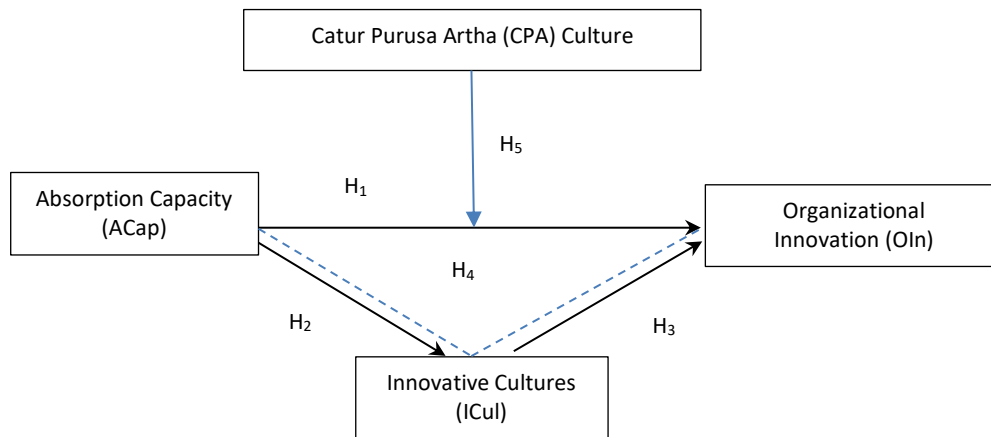 Catur Purusa Artha (CPA) Culture
H5
H1
Absorption Capacity
(ACap)
Organizational
Innovation (OIn)
H4
H2
H3
Innovative Cultures
(ICul)